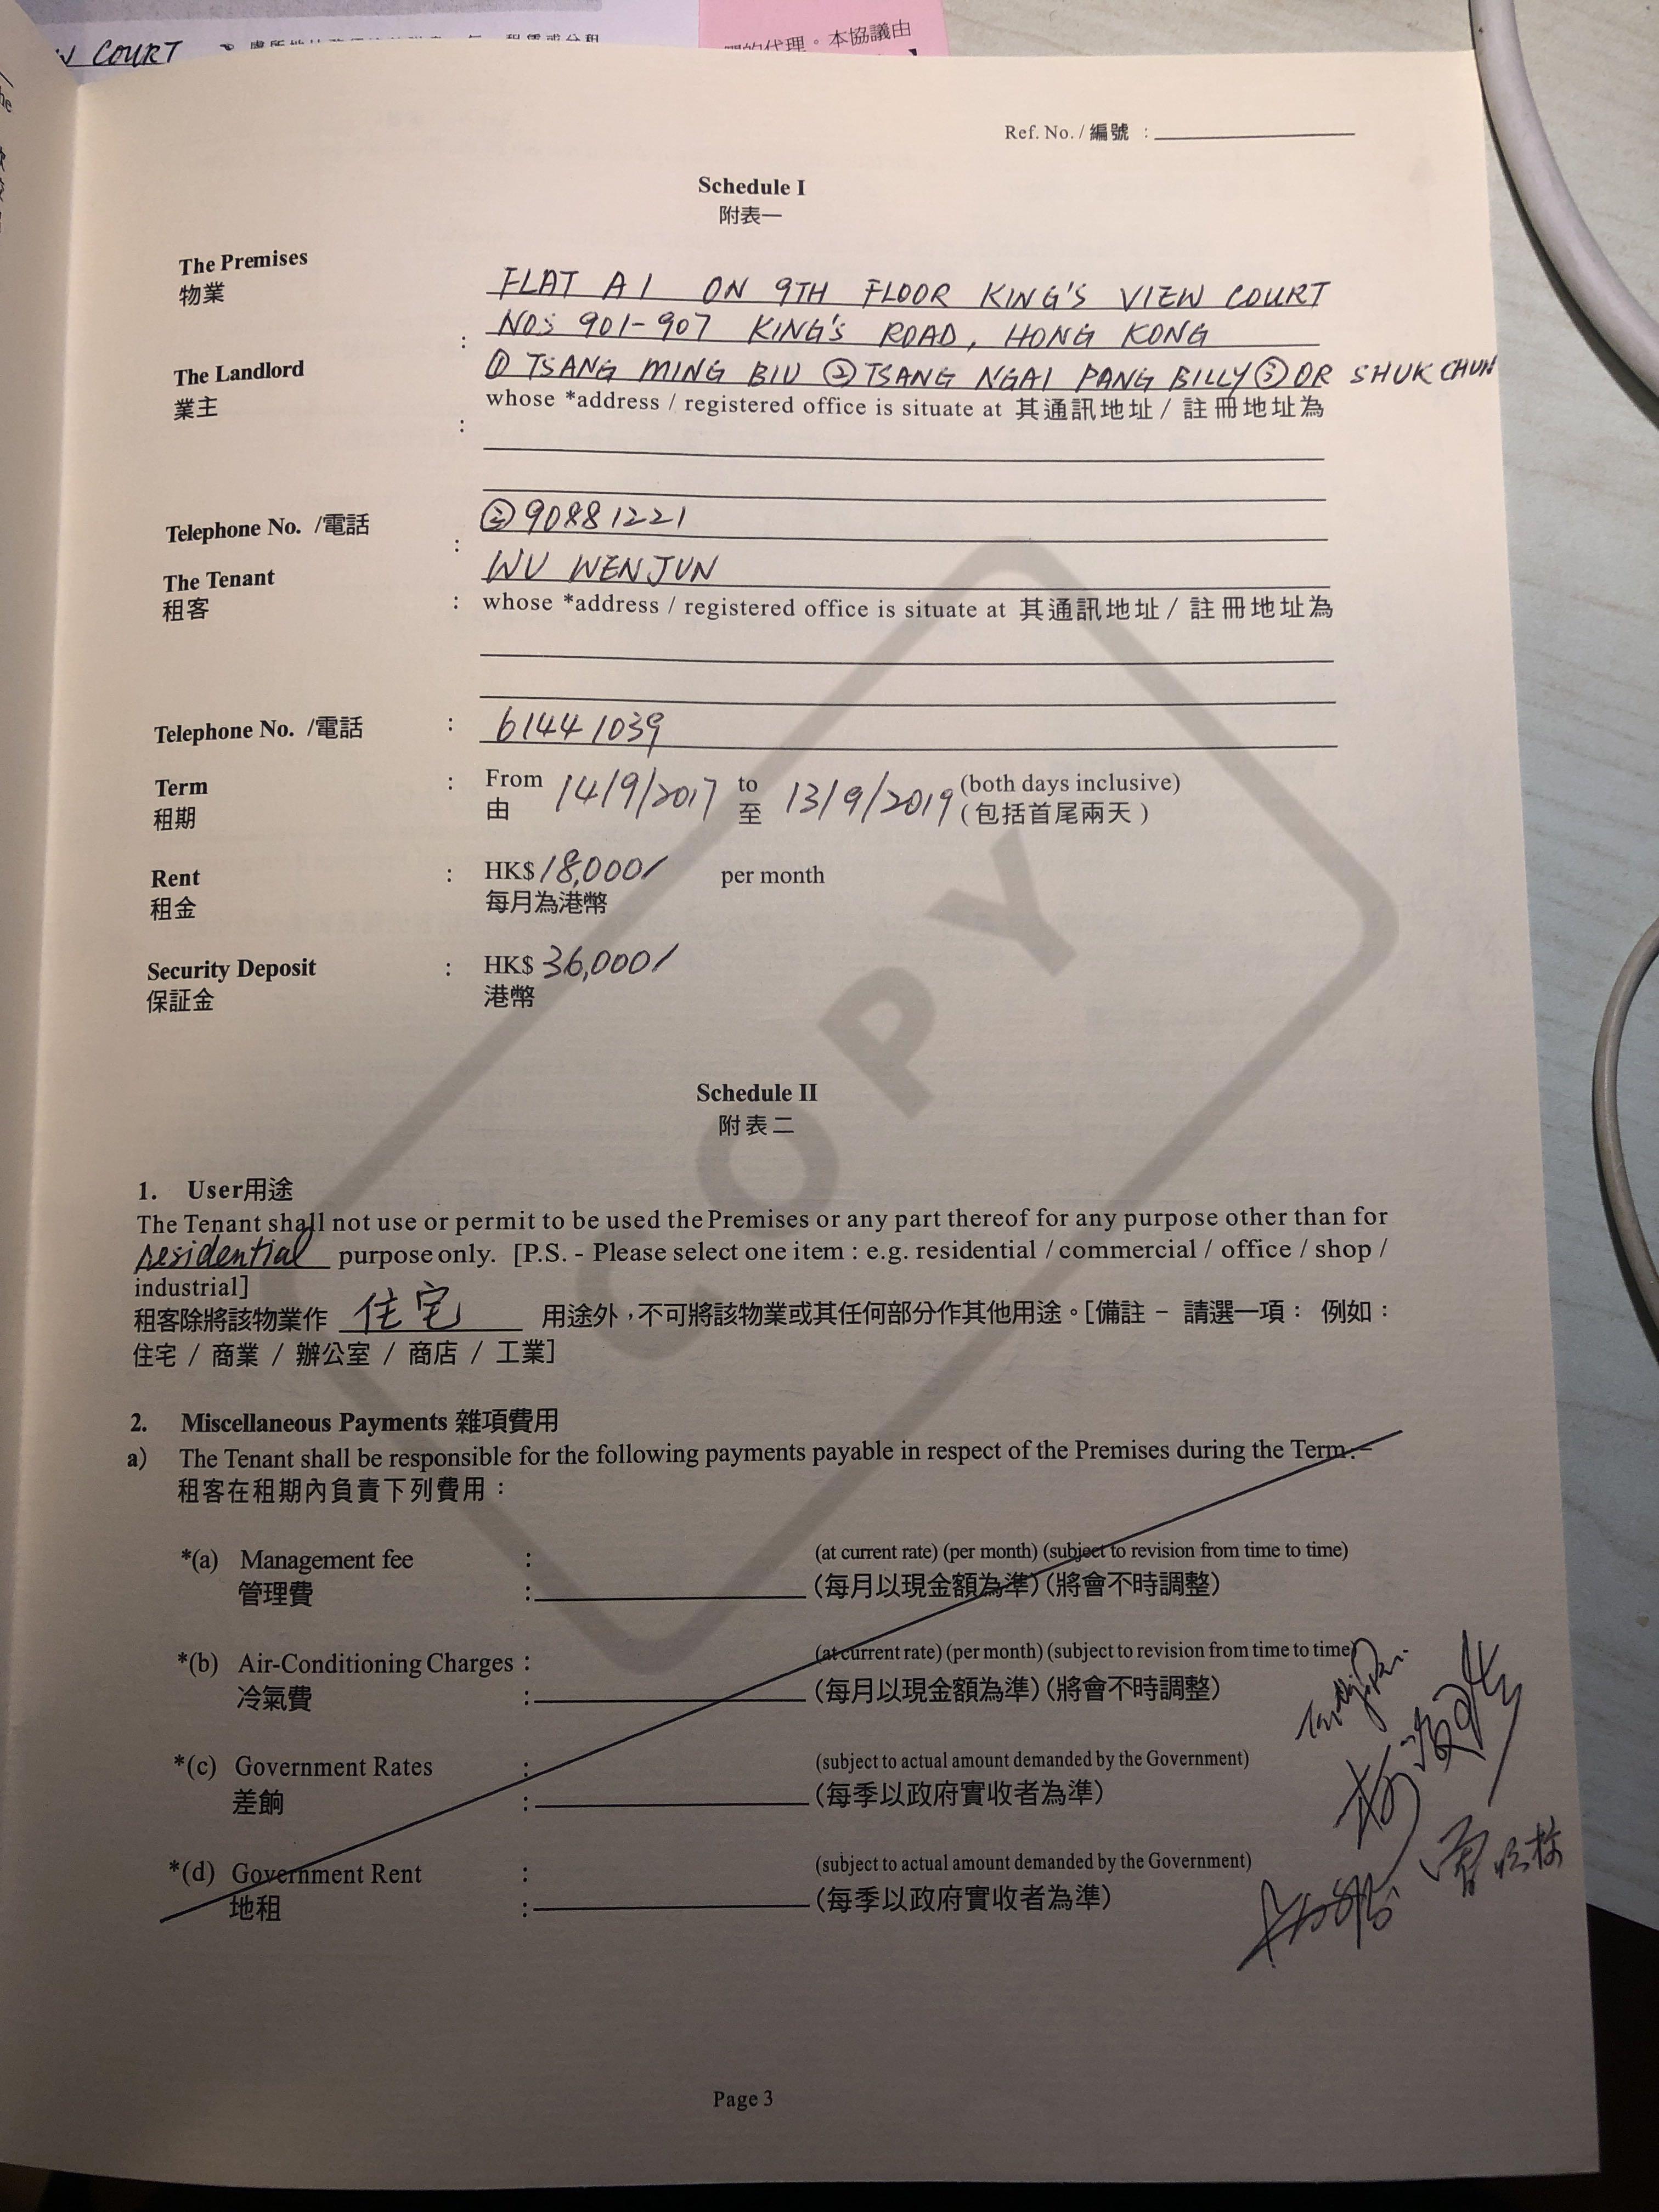 W COURT
的代理。本協議由
Ref. No. / 編號 :
Schedule I
附表一
The Premises
物業 :
FLAT A1 ON 9TH FLOOR KING'S VIEW COURT
NOS 901-907 KING'S ROAD, HONG KONG
The Landlord
業主 :
① TSANG MING BIU ② TSANG NGAI PANG BILLY ③ OR SHUK CHUN
whose *address / registered office is situate at 其通訊地址 / 註冊地址為
Telephone No. /電話 :
② 90881221
The Tenant
租客 :
WU WENJUN
whose *address / registered office is situate at 其通訊地址 / 註冊地址為
Telephone No. /電話 : 61441039
Term : From 14/9/2017 to 13/9/2019 (both days inclusive)
租期 由 至 (包括首尾兩天)
Rent : HK$ 18,000/ per month
租金 每月為港幣
Security Deposit : HK$ 36,000/
保証金 港幣
COPY
Schedule II
附表二
1. User用途
The Tenant shall not use or permit to be used the Premises or any part thereof for any purpose other than for
residential purpose only. [P.S. - Please select one item : e.g. residential / commercial / office / shop /
industrial]
租客除將該物業作 住宅 用途外，不可將該物業或其任何部分作其他用途。[備註 - 請選一項： 例如：
住宅 / 商業 / 辦公室 / 商店 / 工業]
2. Miscellaneous Payments 雜項費用
a) The Tenant shall be responsible for the following payments payable in respect of the Premises during the Term:-
租客在租期內負責下列費用：
*(a) Management fee : (at current rate) (per month) (subject to revision from time to time)
管理費 : (每月以現金額為準)(將會不時調整)
*(b) Air-Conditioning Charges : (at current rate) (per month) (subject to revision from time to time)
冷氣費 : (每月以現金額為準)(將會不時調整)
*(c) Government Rates : (subject to actual amount demanded by the Government)
差餉 : (每季以政府實收者為準)
*(d) Government Rent : (subject to actual amount demanded by the Government)
地租 : (每季以政府實收者為準)
Page 3